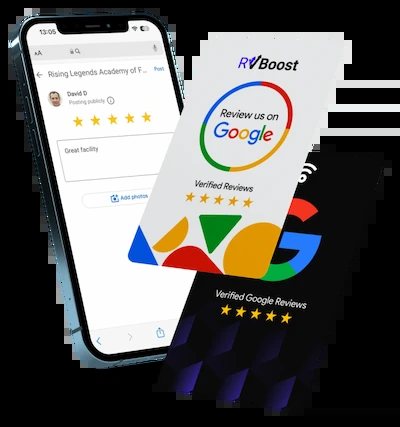 13:05
AA
Rising Legends Academy of F...
Post
David D
Posting publicly
Great facility
Add photos
RVBoost
Review us on
Google
Verified Reviews
G
Verified Google Reviews